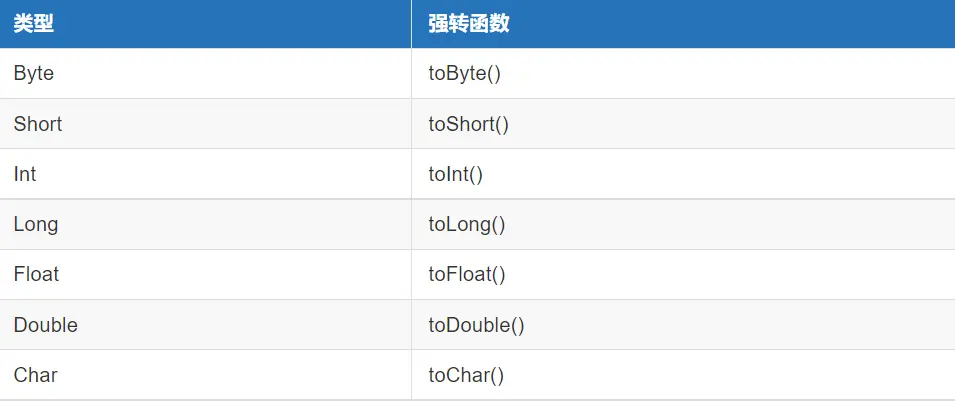 类型 强转函数
Byte toByte()
Short toShort()
Int toInt()
Long toLong()
Float toFloat()
Double toDouble()
Char toChar()